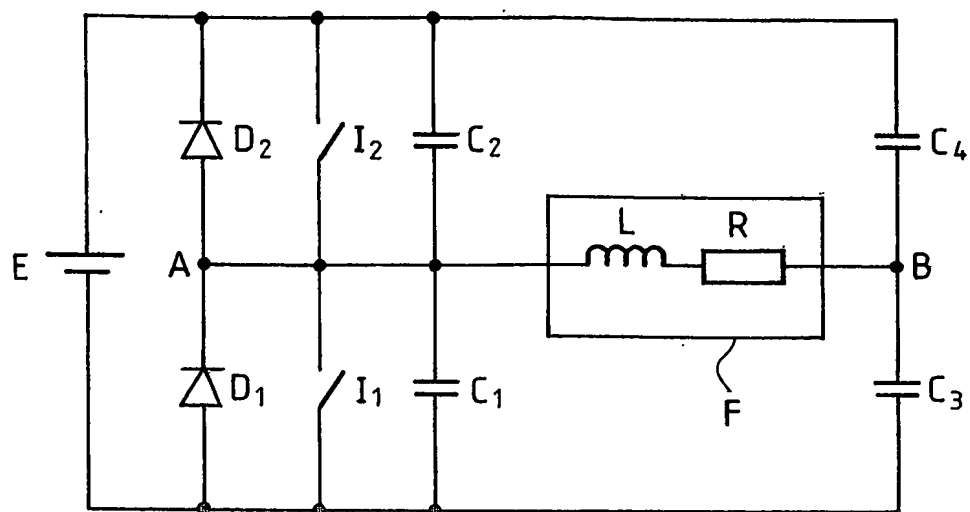 D₂ I₂ C₂ C₄
E A L R B
D₁ I₁ C₁ F C₃